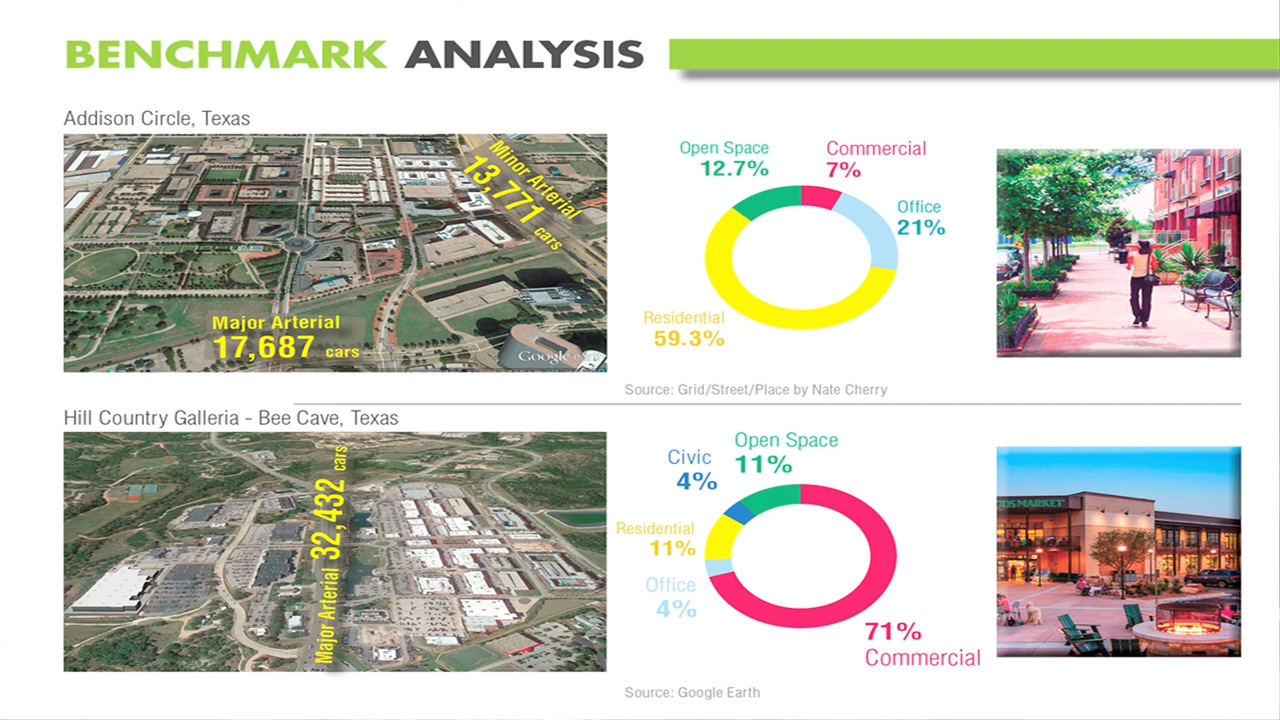 BENCHMARK ANALYSIS
Addison Circle, Texas
Minor Arterial
13,771
cars
Major Arterial
17,687 cars
Google
Open Space
12.7%
Commercial
7%
Office
21%
Residential
59.3%
Source: Grid/Street/Place by Nate Cherry
Hill Country Galleria - Bee Cave, Texas
Major Arterial 32,432 cars
Civic
4%
Open Space
11%
Residential
11%
Office
4%
71%
Commercial
MARKET
Source: Google Earth